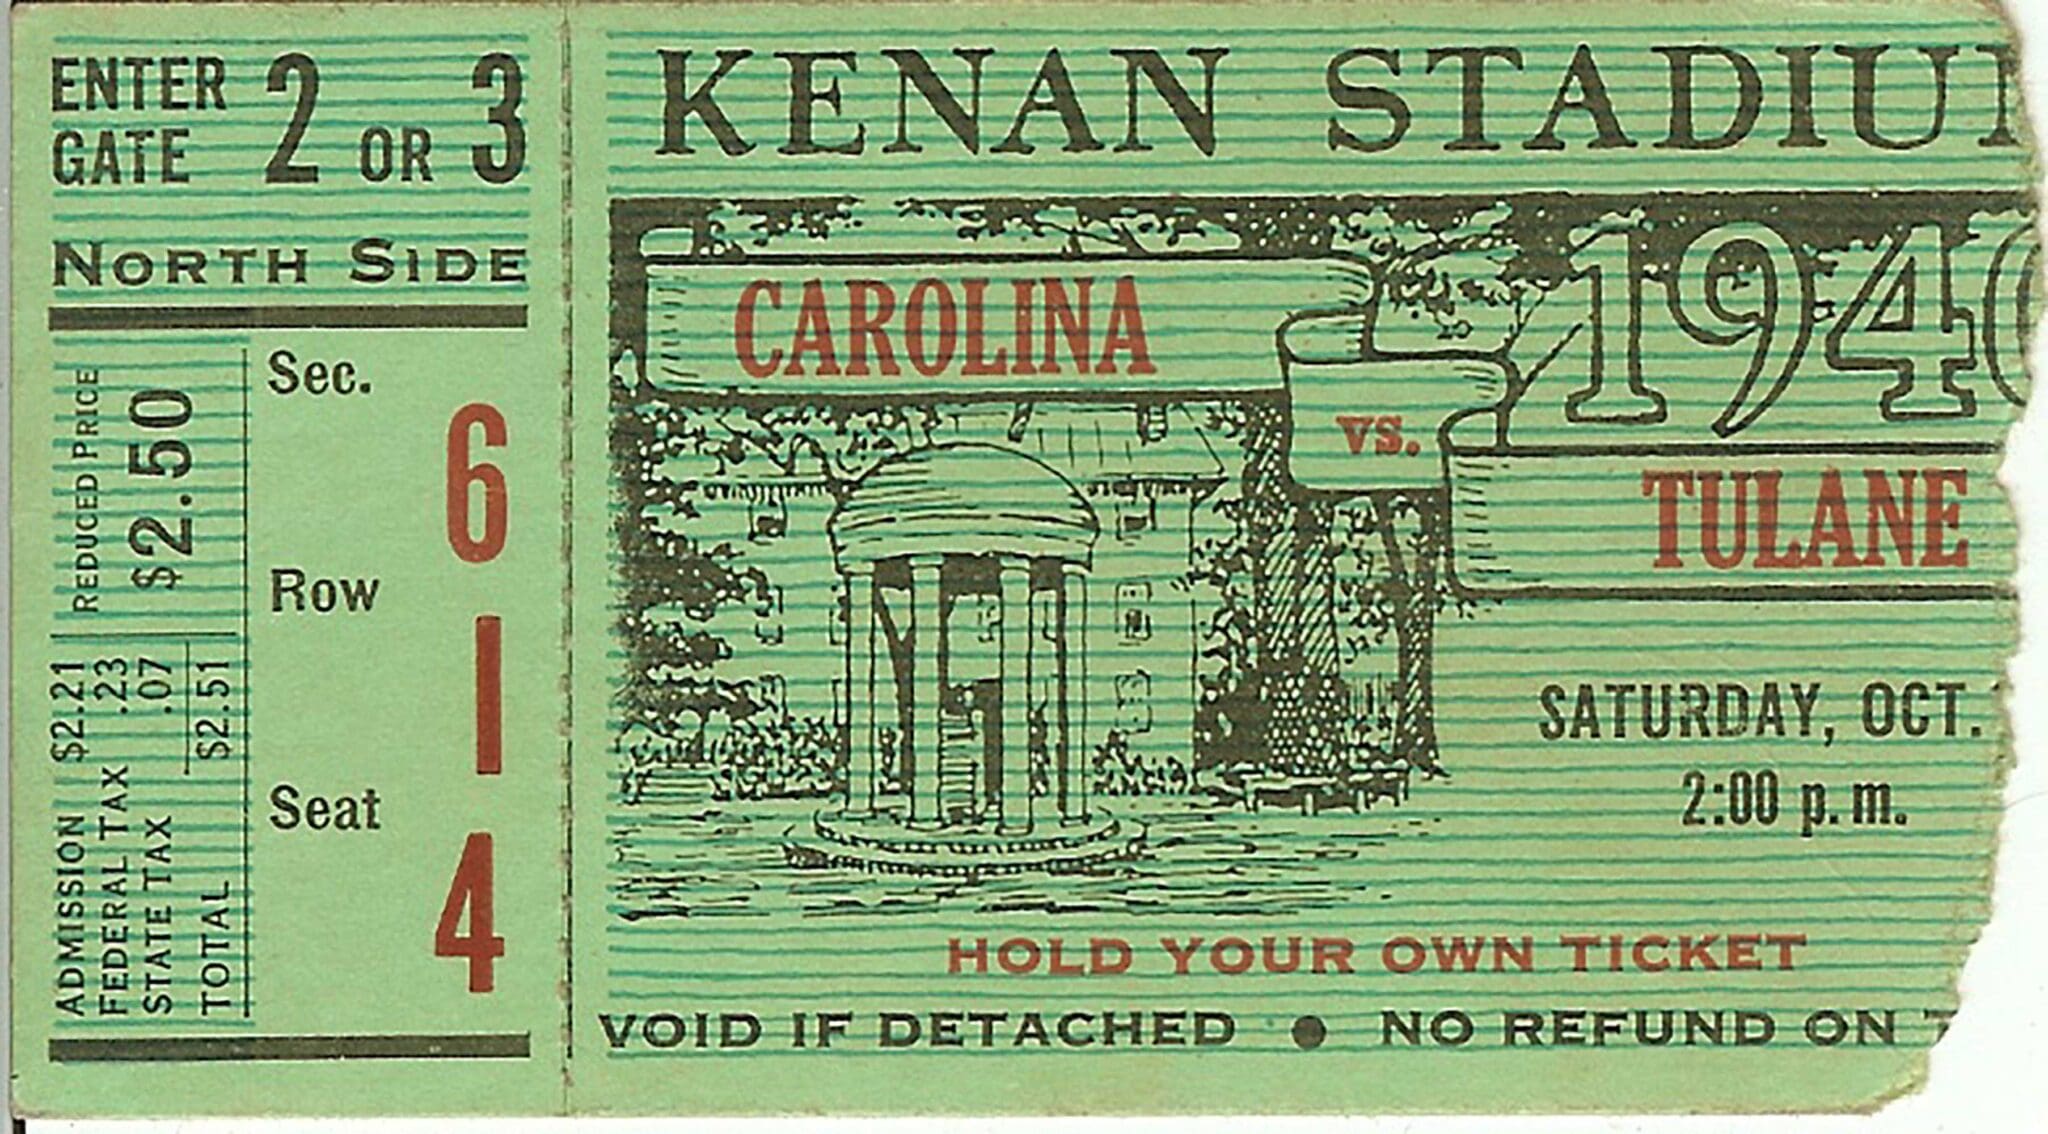 ENTER GATE 2 OR 3
NORTH SIDE
REDUCED PRICE
$2.50
ADMISSION $2.21
FEDERAL TAX .23
STATE TAX .07
TOTAL $2.51
Sec. 6
Row 1
Seat 4
KENAN STADIU
194
CAROLINA
vs.
TULANE
SATURDAY, OCT.
2:00 p. m.
HOLD YOUR OWN TICKET
VOID IF DETACHED ● NO REFUND ON